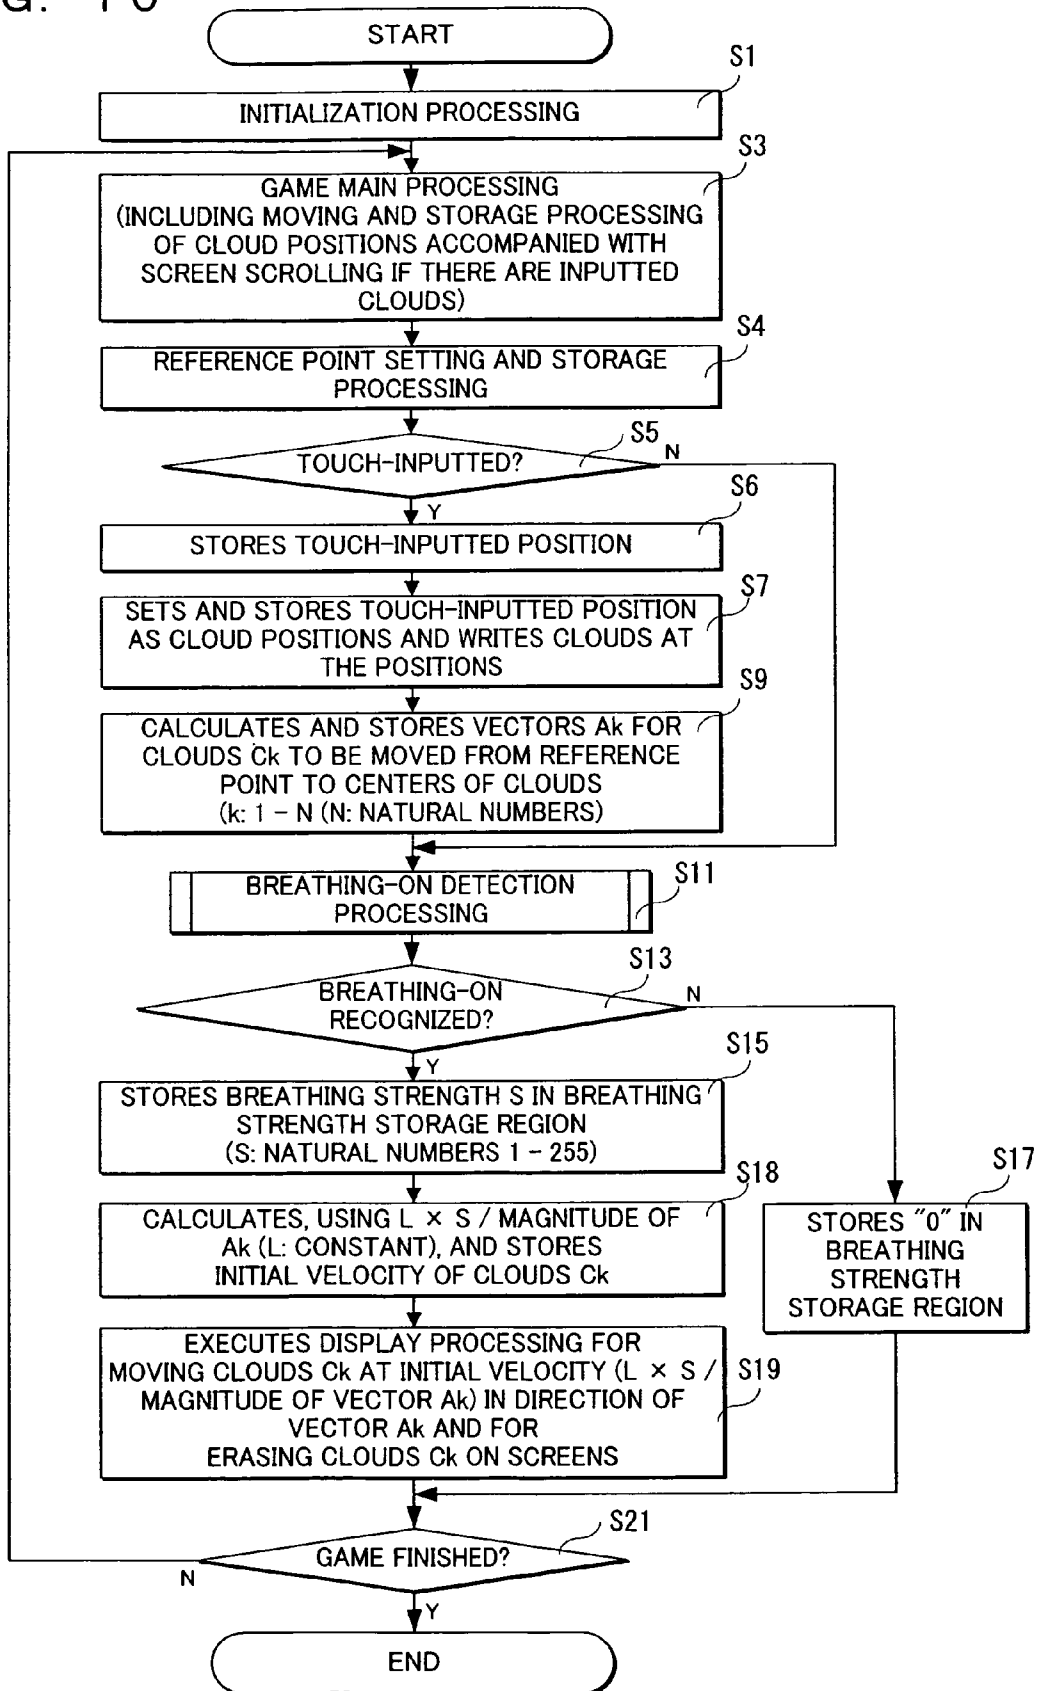 G. 10
START
S1
INITIALIZATION PROCESSING
S3
GAME MAIN PROCESSING
(INCLUDING MOVING AND STORAGE PROCESSING
OF CLOUD POSITIONS ACCOMPANIED WITH
SCREEN SCROLLING IF THERE ARE INPUTTED
CLOUDS)
S4
REFERENCE POINT SETTING AND STORAGE
PROCESSING
S5
TOUCH-INPUTTED?
N
Y
S6
STORES TOUCH-INPUTTED POSITION
S7
SETS AND STORES TOUCH-INPUTTED POSITION
AS CLOUD POSITIONS AND WRITES CLOUDS AT
THE POSITIONS
S9
CALCULATES AND STORES VECTORS Ak FOR
CLOUDS Ck TO BE MOVED FROM REFERENCE
POINT TO CENTERS OF CLOUDS
(k: 1 - N (N: NATURAL NUMBERS)
S11
BREATHING-ON DETECTION
PROCESSING
S13
BREATHING-ON
RECOGNIZED?
N
Y
S15
STORES BREATHING STRENGTH S IN BREATHING
STRENGTH STORAGE REGION
(S: NATURAL NUMBERS 1 - 255)
S17
STORES "0" IN
BREATHING
STRENGTH
STORAGE REGION
S18
CALCULATES, USING L × S / MAGNITUDE OF
Ak (L: CONSTANT), AND STORES
INITIAL VELOCITY OF CLOUDS Ck
S19
EXECUTES DISPLAY PROCESSING FOR
MOVING CLOUDS Ck AT INITIAL VELOCITY (L × S /
MAGNITUDE OF VECTOR Ak) IN DIRECTION OF
VECTOR Ak AND FOR
ERASING CLOUDS Ck ON SCREENS
S21
GAME FINISHED?
N
Y
END